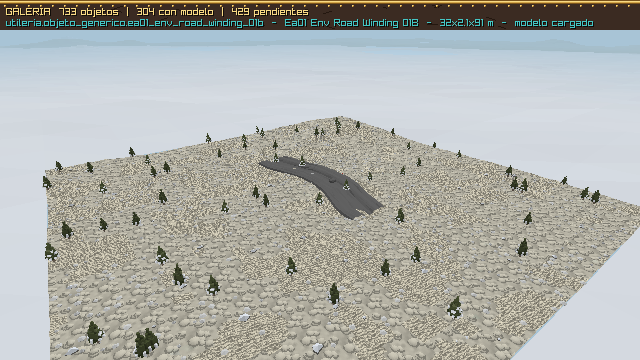 GALERÍA 733 objetos | 304 con modelo | 429 pendientes
utileria.objeto_generico.ea01_env_road_winding_01b - Ea01 Env Road Winding 01B - 32x2.1x91 m - modelo cargado